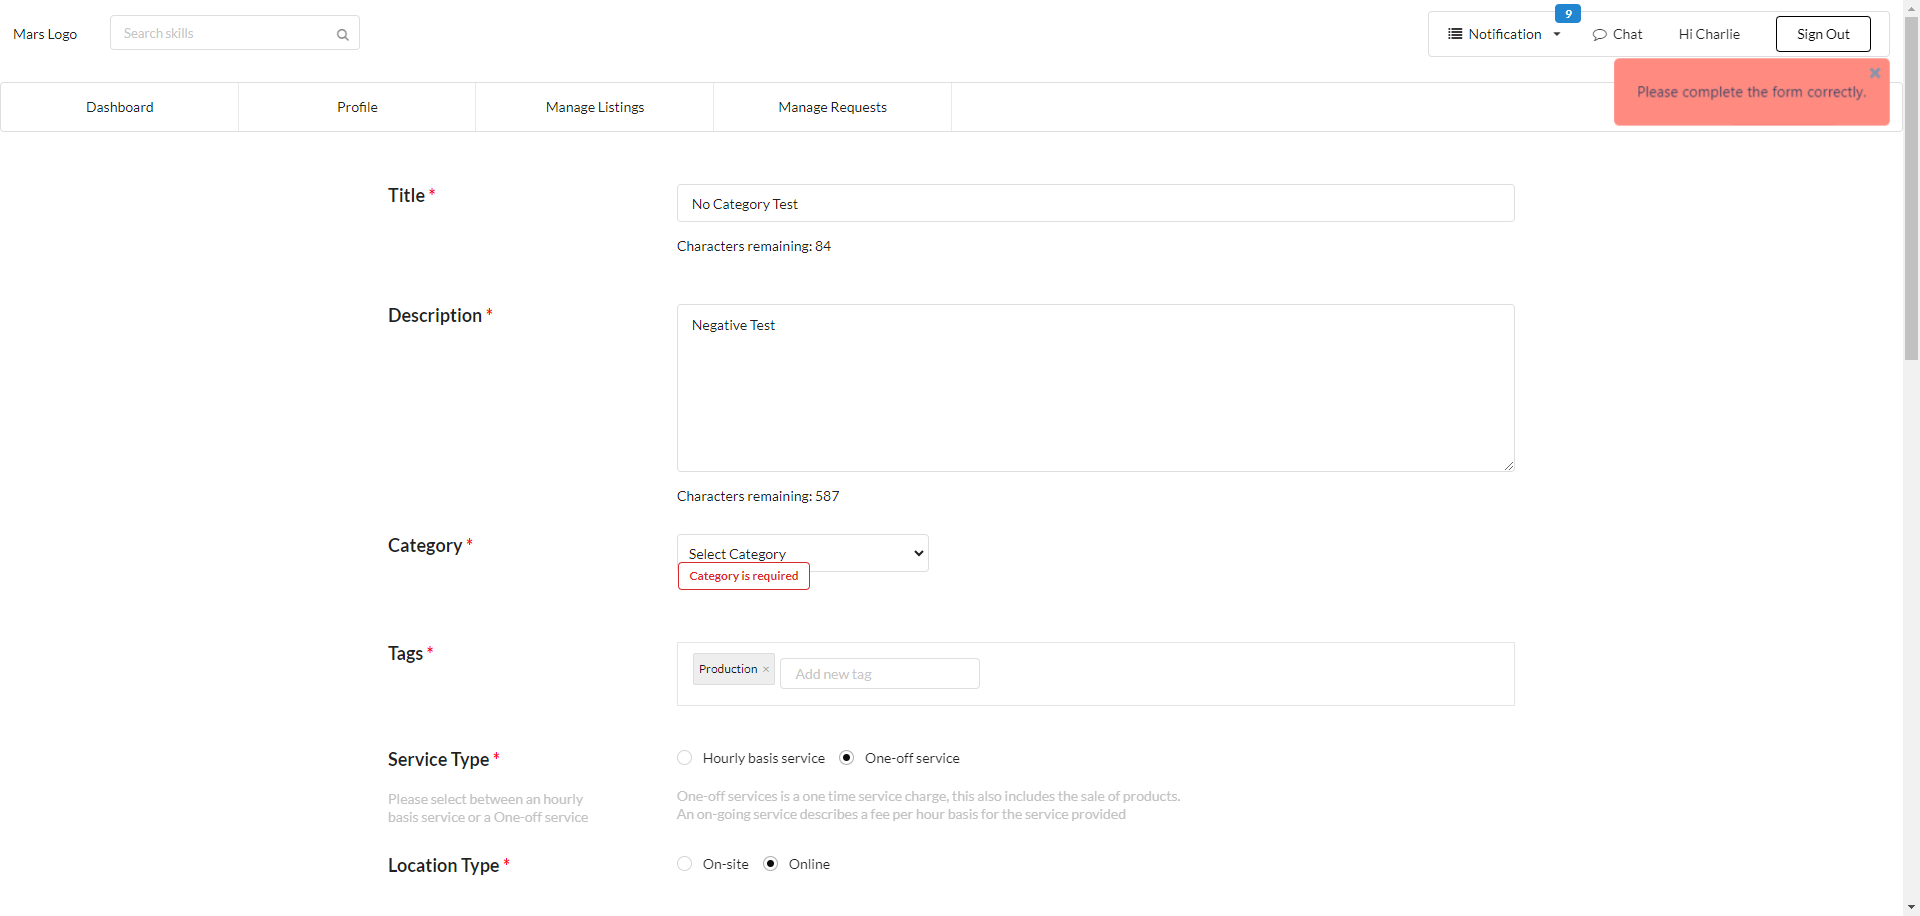 Mars Logo
Search skills
9
Notification
Chat
Hi Charlie
Sign Out
Please complete the form correctly.
Dashboard
Profile
Manage Listings
Manage Requests
Title *
No Category Test
Characters remaining: 84
Description *
Negative Test
Characters remaining: 587
Category *
Select Category
Category is required
Tags *
Production ×
Add new tag
Service Type *
Hourly basis service
One-off service
Please select between an hourly
basis service or a One-off service
One-off services is a one time service charge, this also includes the sale of products.
An on-going service describes a fee per hour basis for the service provided
Location Type *
On-site
Online